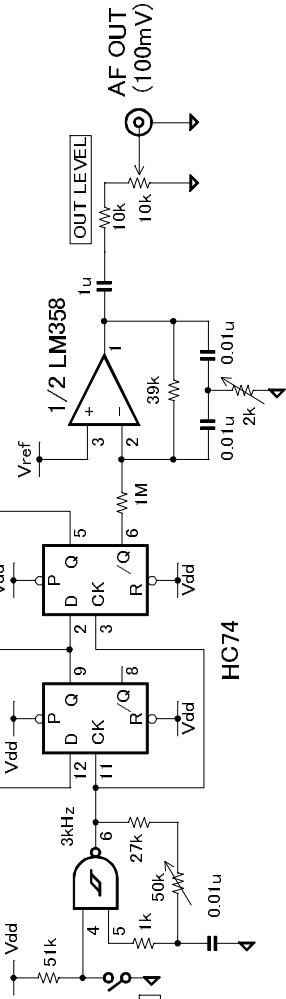 AF OUT
(100mV)
OUT LEVEL
10k
10k
1u
1/2 LM358
1
+
−
3
2
Vref
39k
0.01u
0.01u
2k
1M
Vdd
5
6
P
D
Q
CK
/Q
R
2
3
Vdd
HC74
Vdd
9
8
P
D
Q
CK
/Q
R
12
11
Vdd
3kHz
6
4
5
27k
50k
1k
0.01u
Vdd
51k